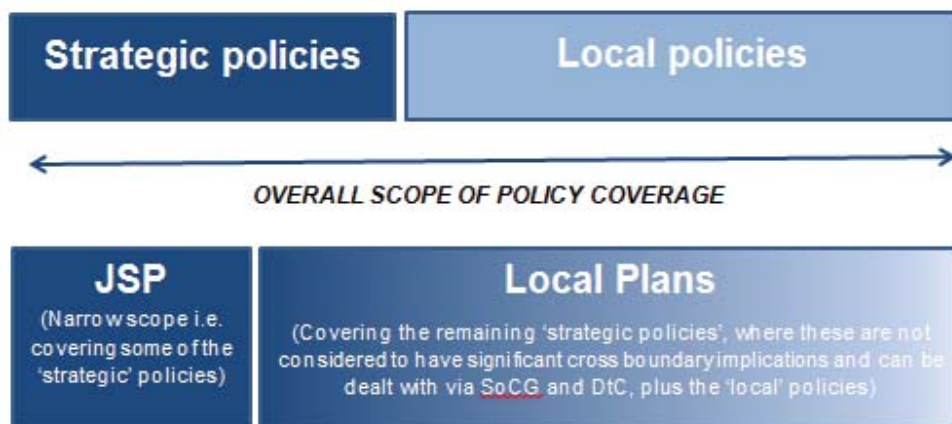 Strategic policies
Local policies
OVERALL SCOPE OF POLICY COVERAGE
JSP
(Narrow scope i.e.
covering some of the
'strategic' policies)
Local Plans
(Covering the remaining 'strategic policies', where these are not
considered to have significant cross boundary implications and can be
dealt with via SoCG and DtC, plus the 'local' policies)